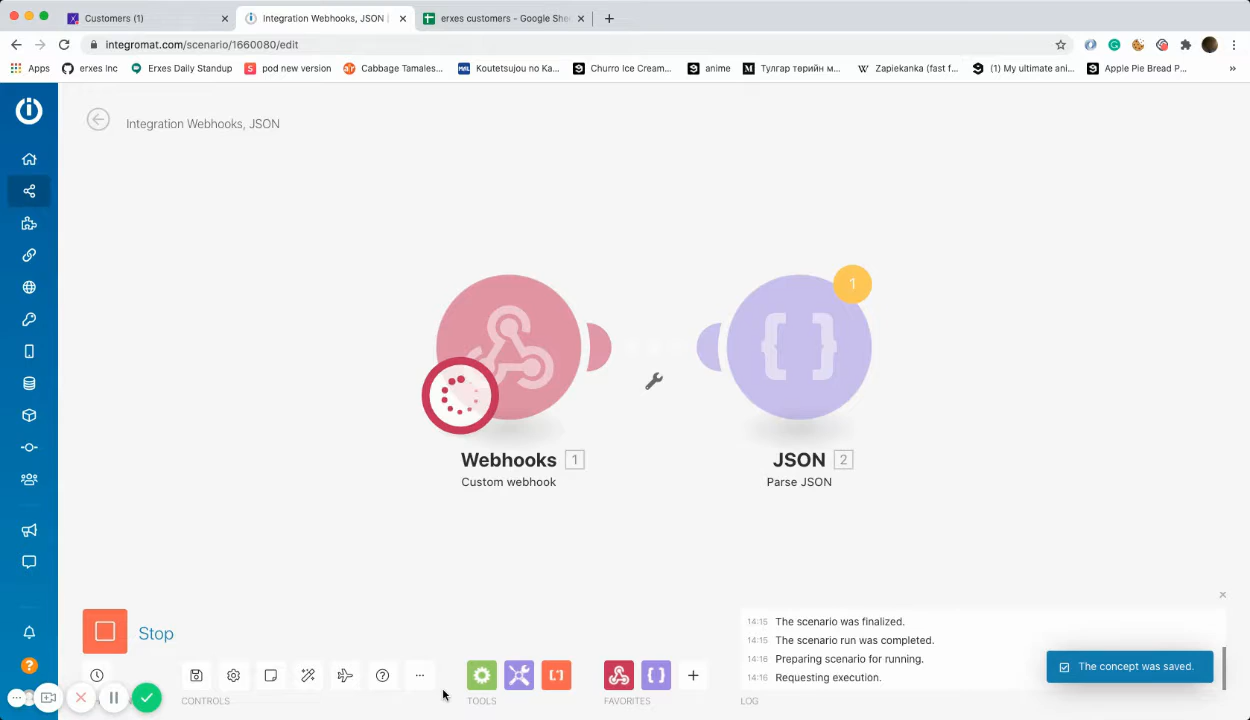 Customers (1)
Integration Webhooks, JSON |
erxes customers - Google She
integromat.com/scenario/1660080/edit
Apps
erxes Inc
Erxes Daily Standup
pod new version
Cabbage Tamales...
Koutetsujou no Ka...
Churro Ice Cream...
anime
Тулгар төрийн м...
Zapiekanka (fast f...
(1) My ultimate ani...
Apple Pie Bread P...
»
Integration Webhooks, JSON
1
Webhooks 1
Custom webhook
JSON 2
Parse JSON
Stop
14:15 The scenario was finalized.
14:15 The scenario run was completed.
14:16 Preparing scenario for running.
14:16 Requesting execution.
The concept was saved.
CONTROLS
TOOLS
FAVORITES
LOG